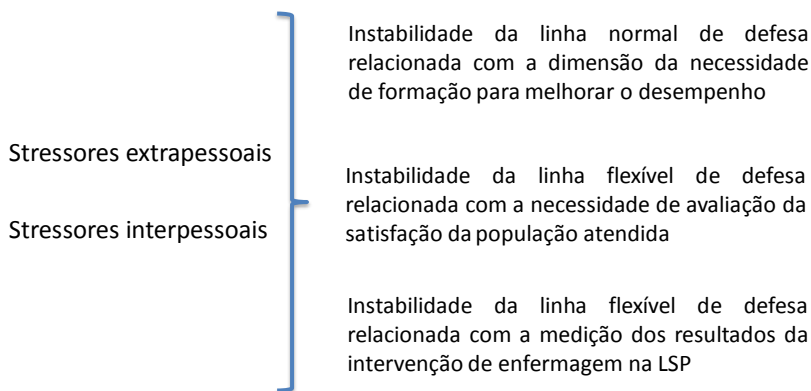 Stressores extrapessoais
Stressores interpessoais
Instabilidade da linha normal de defesa
relacionada com a dimensão da necessidade
de formação para melhorar o desempenho
Instabilidade da linha flexível de defesa
relacionada com a necessidade de avaliação da
satisfação da população atendida
Instabilidade da linha flexível de defesa
relacionada com a medição dos resultados da
intervenção de enfermagem na LSP